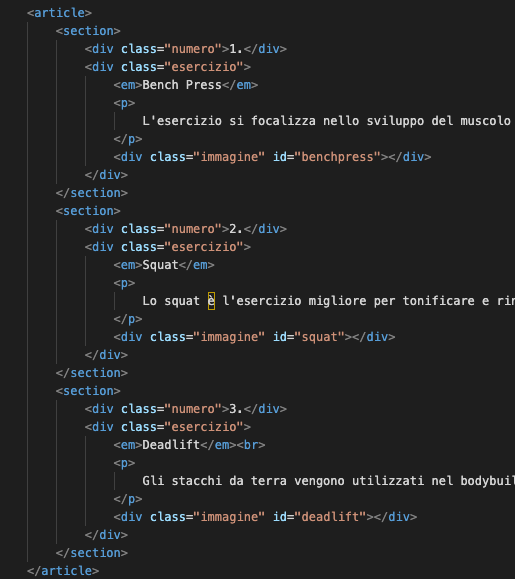 <article>
<section>
<div class="numero">1.</div>
<div class="esercizio">
<em>Bench Press</em>
<p>
L'esercizio si focalizza nello sviluppo del muscolo
</p>
<div class="immagine" id="benchpress"></div>
</div>
</section>
<section>
<div class="numero">2.</div>
<div class="esercizio">
<em>Squat</em>
<p>
Lo squat è l'esercizio migliore per tonificare e rin
</p>
<div class="immagine" id="squat"></div>
</div>
</section>
<section>
<div class="numero">3.</div>
<div class="esercizio">
<em>Deadlift</em><br>
<p>
Gli stacchi da terra vengono utilizzati nel bodybuil
</p>
<div class="immagine" id="deadlift"></div>
</div>
</section>
</article>